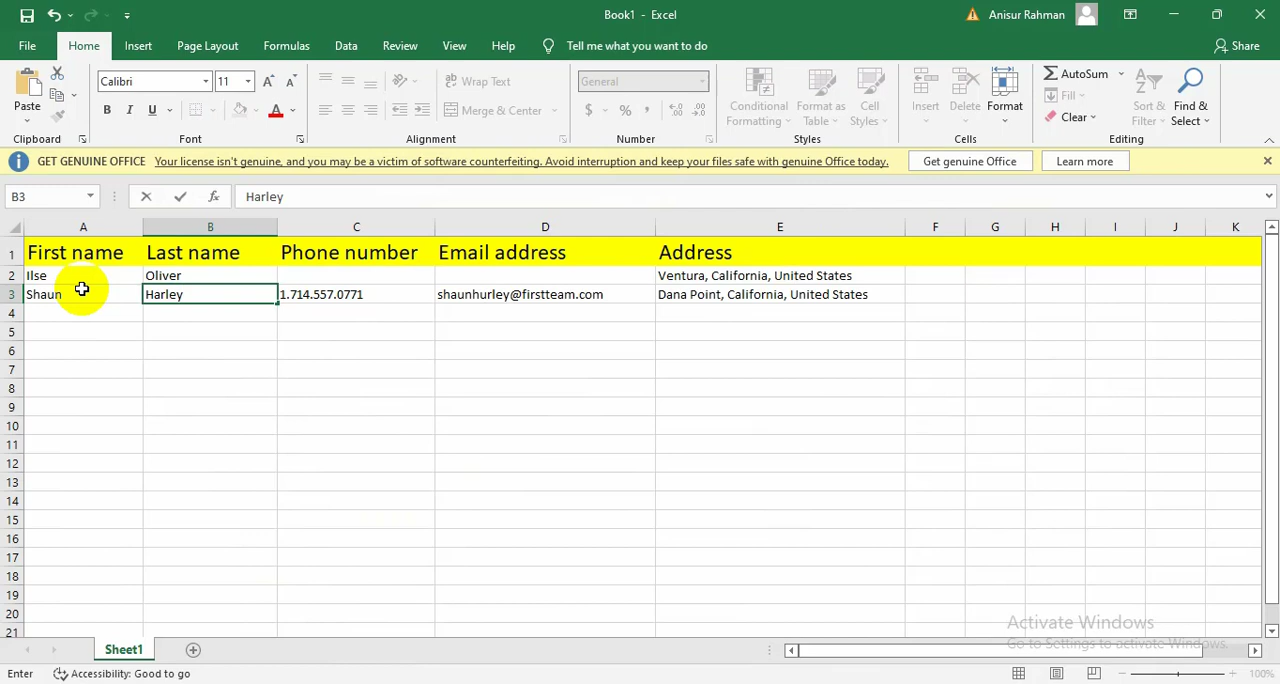 Book1 - Excel
Anisur Rahman
File Home Insert Page Layout Formulas Data Review View Help Tell me what you want to do
Share
Paste
Calibri 11
B I U A
Wrap Text
Merge & Center
General
$ % ,
Conditional Formatting
Format as Table
Cell Styles
Insert Delete Format
AutoSum
Fill
Clear
Sort & Filter
Find & Select
Clipboard Font Alignment Number Styles Cells Editing
GET GENUINE OFFICE Your license isn't genuine, and you may be a victim of software counterfeiting. Avoid interruption and keep your files safe with genuine Office today. Get genuine Office Learn more
B3 fx Harley
A B C D E F G H I J K
1 First name Last name Phone number Email address Address
2 Ilse Oliver Ventura, California, United States
3 Shaun Harley 1.714.557.0771 shaunhurley@firstteam.com Dana Point, California, United States
4
5
6
7
8
9
10
11
12
13
14
15
16
17
18
19
20
21
Activate Windows
Go to Settings to activate Windows.
Sheet1
Enter Accessibility: Good to go 100%